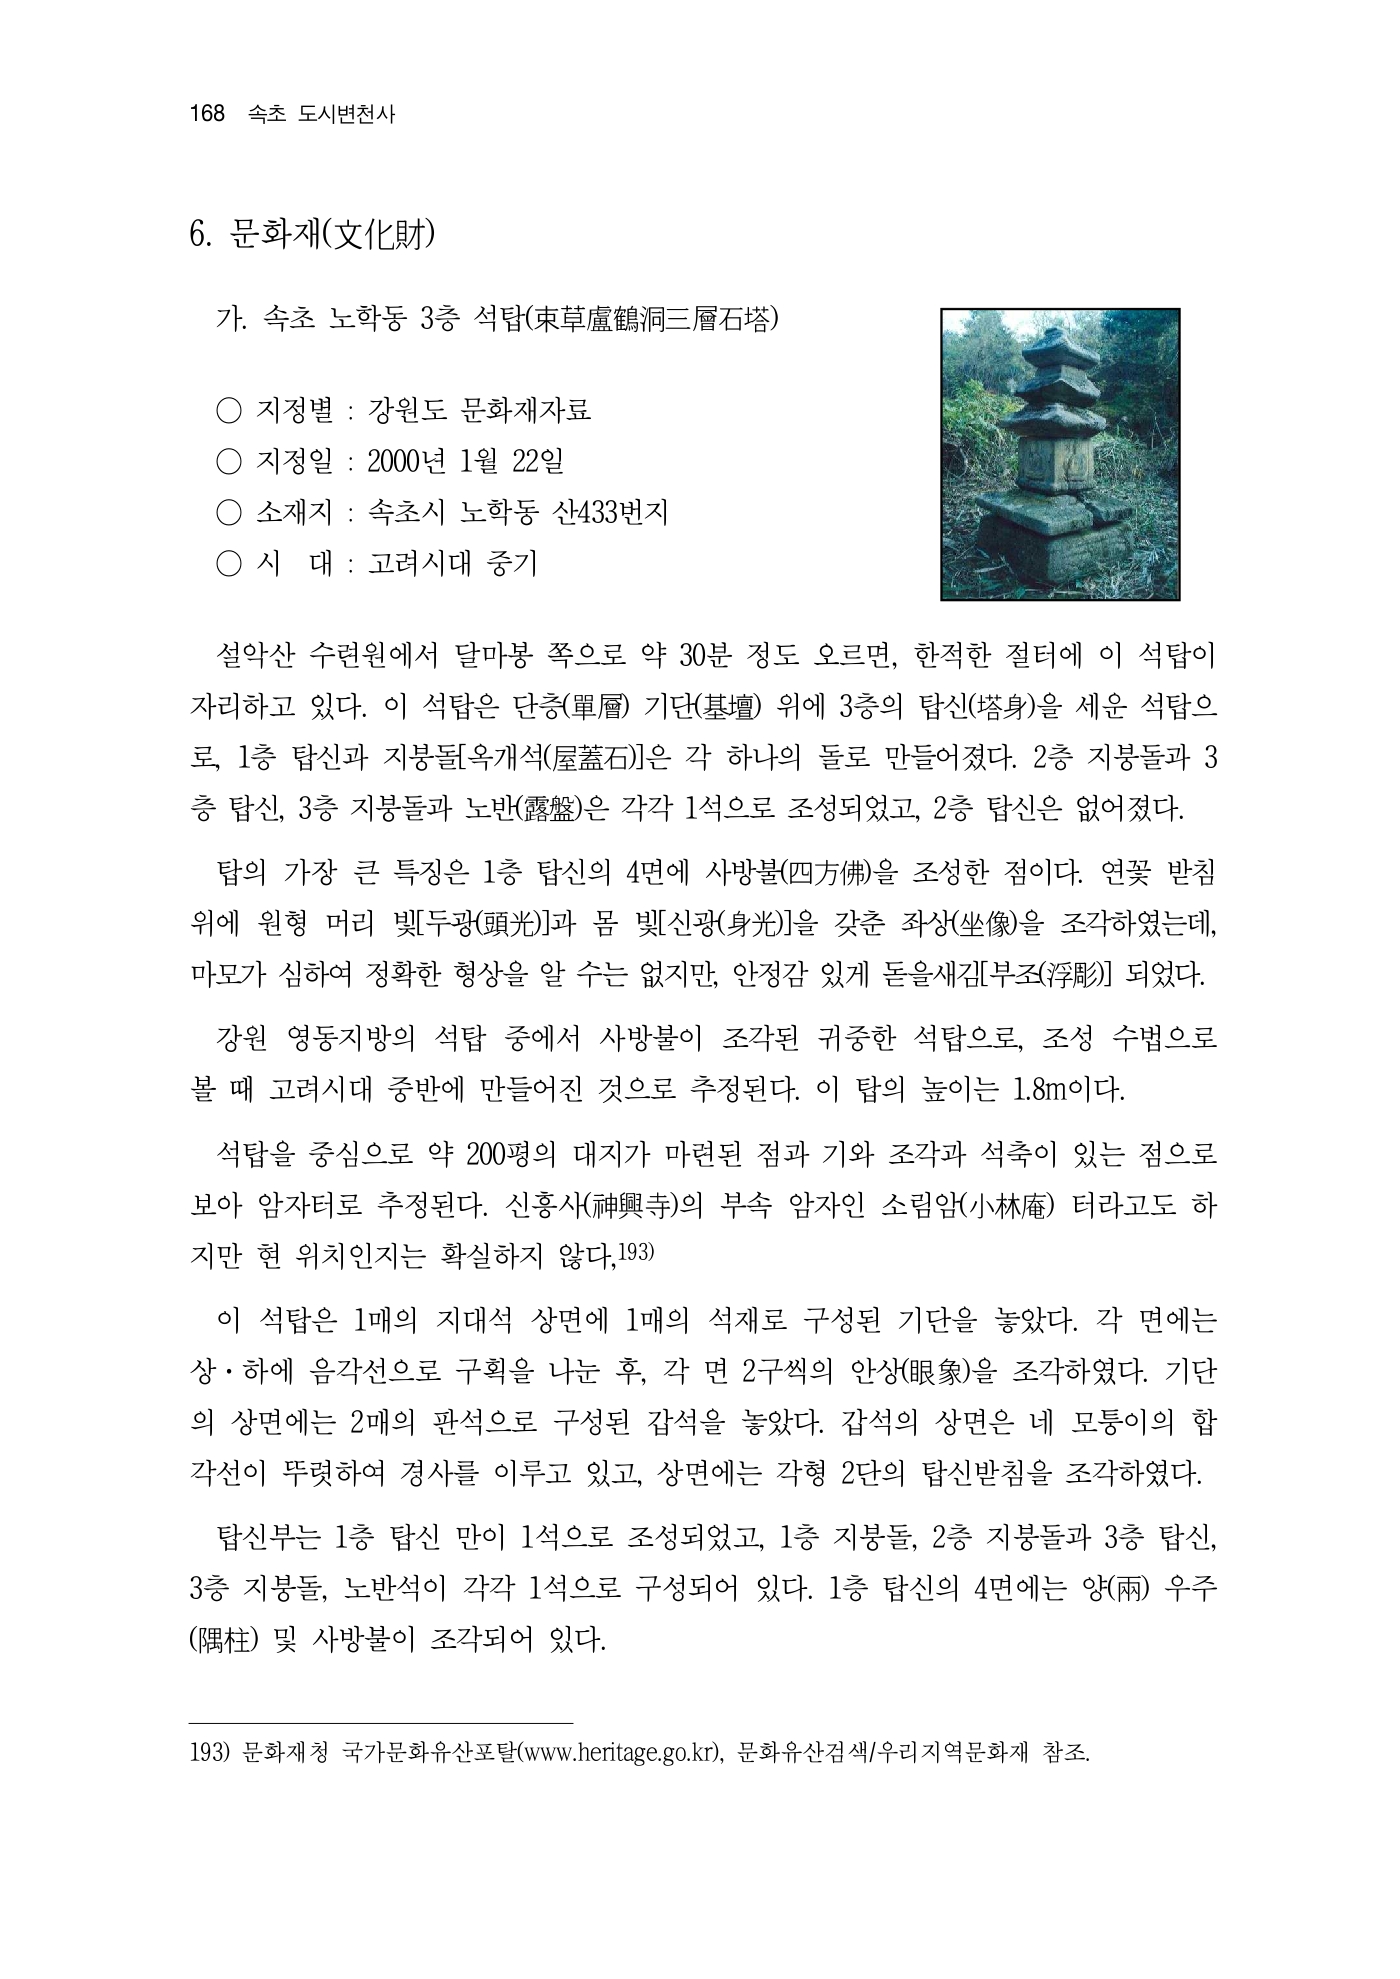 168 속초 도시변천사
6. 문화재(文化財)
가. 속초 노학동 3층 석탑(束草盧鶴洞三層石塔)
○ 지정별 : 강원도 문화재자료
○ 지정일 : 2000년 1월 22일
○ 소재지 : 속초시 노학동 산433번지
○ 시 대 : 고려시대 중기
설악산 수련원에서 달마봉 쪽으로 약 30분 정도 오르면, 한적한 절터에 이 석탑이
자리하고 있다. 이 석탑은 단층(單層) 기단(基壇) 위에 3층의 탑신(塔身)을 세운 석탑으
로, 1층 탑신과 지붕돌[옥개석(屋蓋石)]은 각 하나의 돌로 만들어졌다. 2층 지붕돌과 3
층 탑신, 3층 지붕돌과 노반(露盤)은 각각 1석으로 조성되었고, 2층 탑신은 없어졌다.
탑의 가장 큰 특징은 1층 탑신의 4면에 사방불(四方佛)을 조성한 점이다. 연꽃 받침
위에 원형 머리 빛[두광(頭光)]과 몸 빛[신광(身光)]을 갖춘 좌상(坐像)을 조각하였는데,
마모가 심하여 정확한 형상을 알 수는 없지만, 안정감 있게 돋을새김[부조(浮彫)] 되었다.
강원 영동지방의 석탑 중에서 사방불이 조각된 귀중한 석탑으로, 조성 수법으로
볼 때 고려시대 중반에 만들어진 것으로 추정된다. 이 탑의 높이는 1.8m이다.
석탑을 중심으로 약 200평의 대지가 마련된 점과 기와 조각과 석축이 있는 점으로
보아 암자터로 추정된다. 신흥사(神興寺)의 부속 암자인 소림암(小林庵) 터라고도 하
지만 현 위치인지는 확실하지 않다,193)
이 석탑은 1매의 지대석 상면에 1매의 석재로 구성된 기단을 놓았다. 각 면에는
상·하에 음각선으로 구획을 나눈 후, 각 면 2구씩의 안상(眼象)을 조각하였다. 기단
의 상면에는 2매의 판석으로 구성된 갑석을 놓았다. 갑석의 상면은 네 모퉁이의 합
각선이 뚜렷하여 경사를 이루고 있고, 상면에는 각형 2단의 탑신받침을 조각하였다.
탑신부는 1층 탑신 만이 1석으로 조성되었고, 1층 지붕돌, 2층 지붕돌과 3층 탑신,
3층 지붕돌, 노반석이 각각 1석으로 구성되어 있다. 1층 탑신의 4면에는 양(兩) 우주
(隅柱) 및 사방불이 조각되어 있다.
193) 문화재청 국가문화유산포탈(www.heritage.go.kr), 문화유산검색/우리지역문화재 참조.